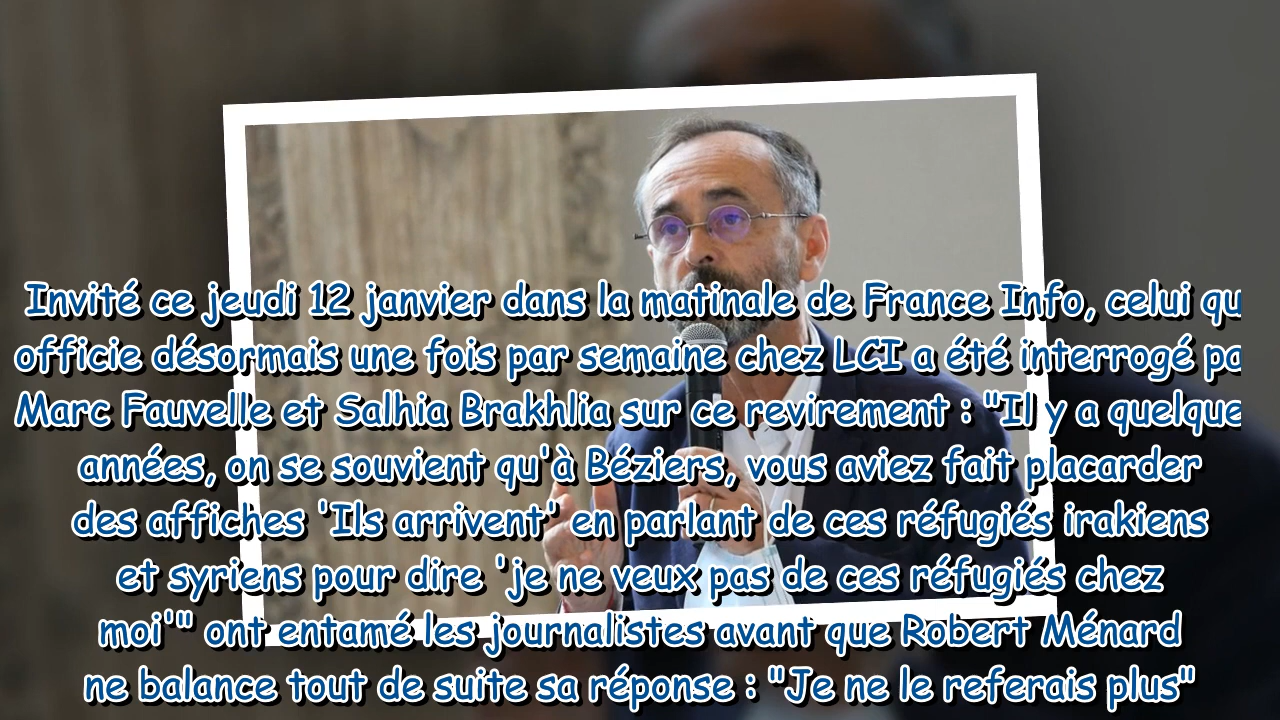 Invité ce jeudi 12 janvier dans la matinale de France Info, celui qu
officie désormais une fois par semaine chez LCI a été interrogé pa
Marc Fauvelle et Salhia Brakhlia sur ce revirement : "Il y a quelque
années, on se souvient qu'à Béziers, vous aviez fait placarder
des affiches 'Ils arrivent' en parlant de ces réfugiés irakiens
et syriens pour dire 'je ne veux pas de ces réfugiés chez
moi'" ont entamé les journalistes avant que Robert Ménard
ne balance tout de suite sa réponse : "Je ne le referais plus"